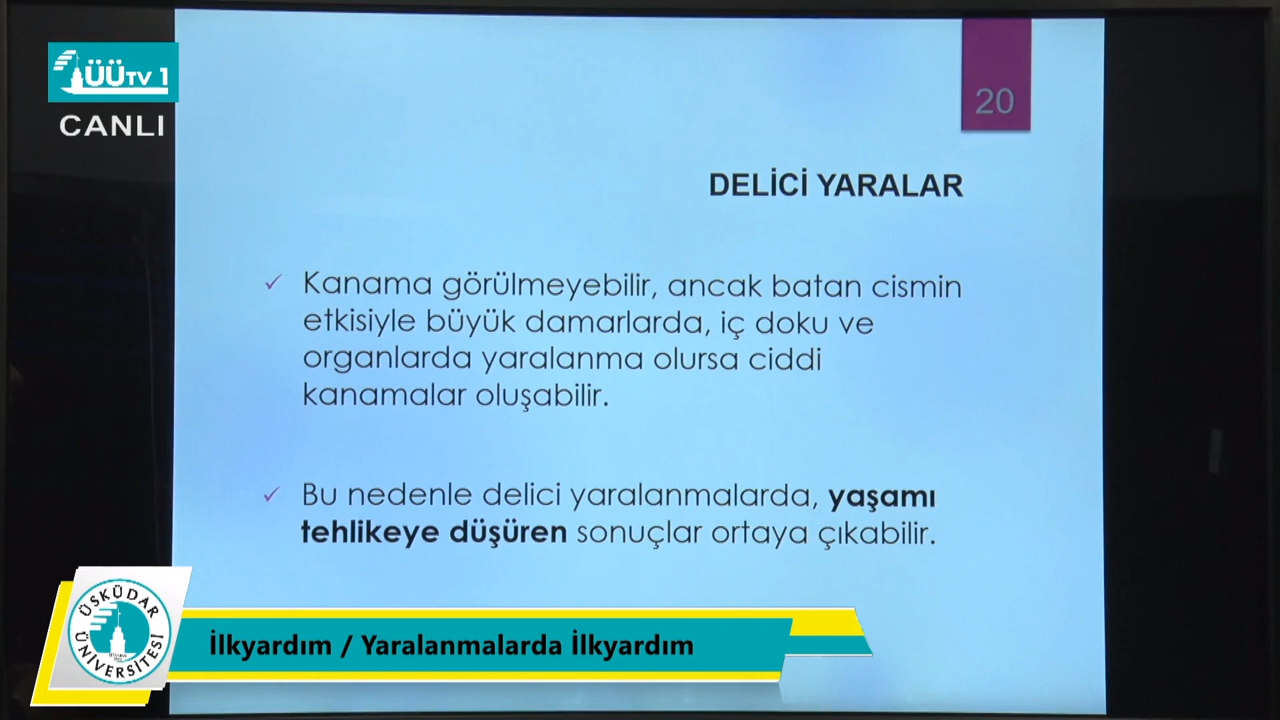 ÜÜTV 1
CANLI
20
DELİCİ YARALAR
✓ Kanama görülmeyebilir, ancak batan cismin
etkisiyle büyük damarlarda, iç doku ve
organlarda yaralanma olursa ciddi
kanamalar oluşabilir.
✓ Bu nedenle delici yaralanmalarda, yaşamı
tehlikeye düşüren sonuçlar ortaya çıkabilir.
ÜSKÜDAR
ÜNİVERSİTESİ
İlkyardım / Yaralanmalarda İlkyardım